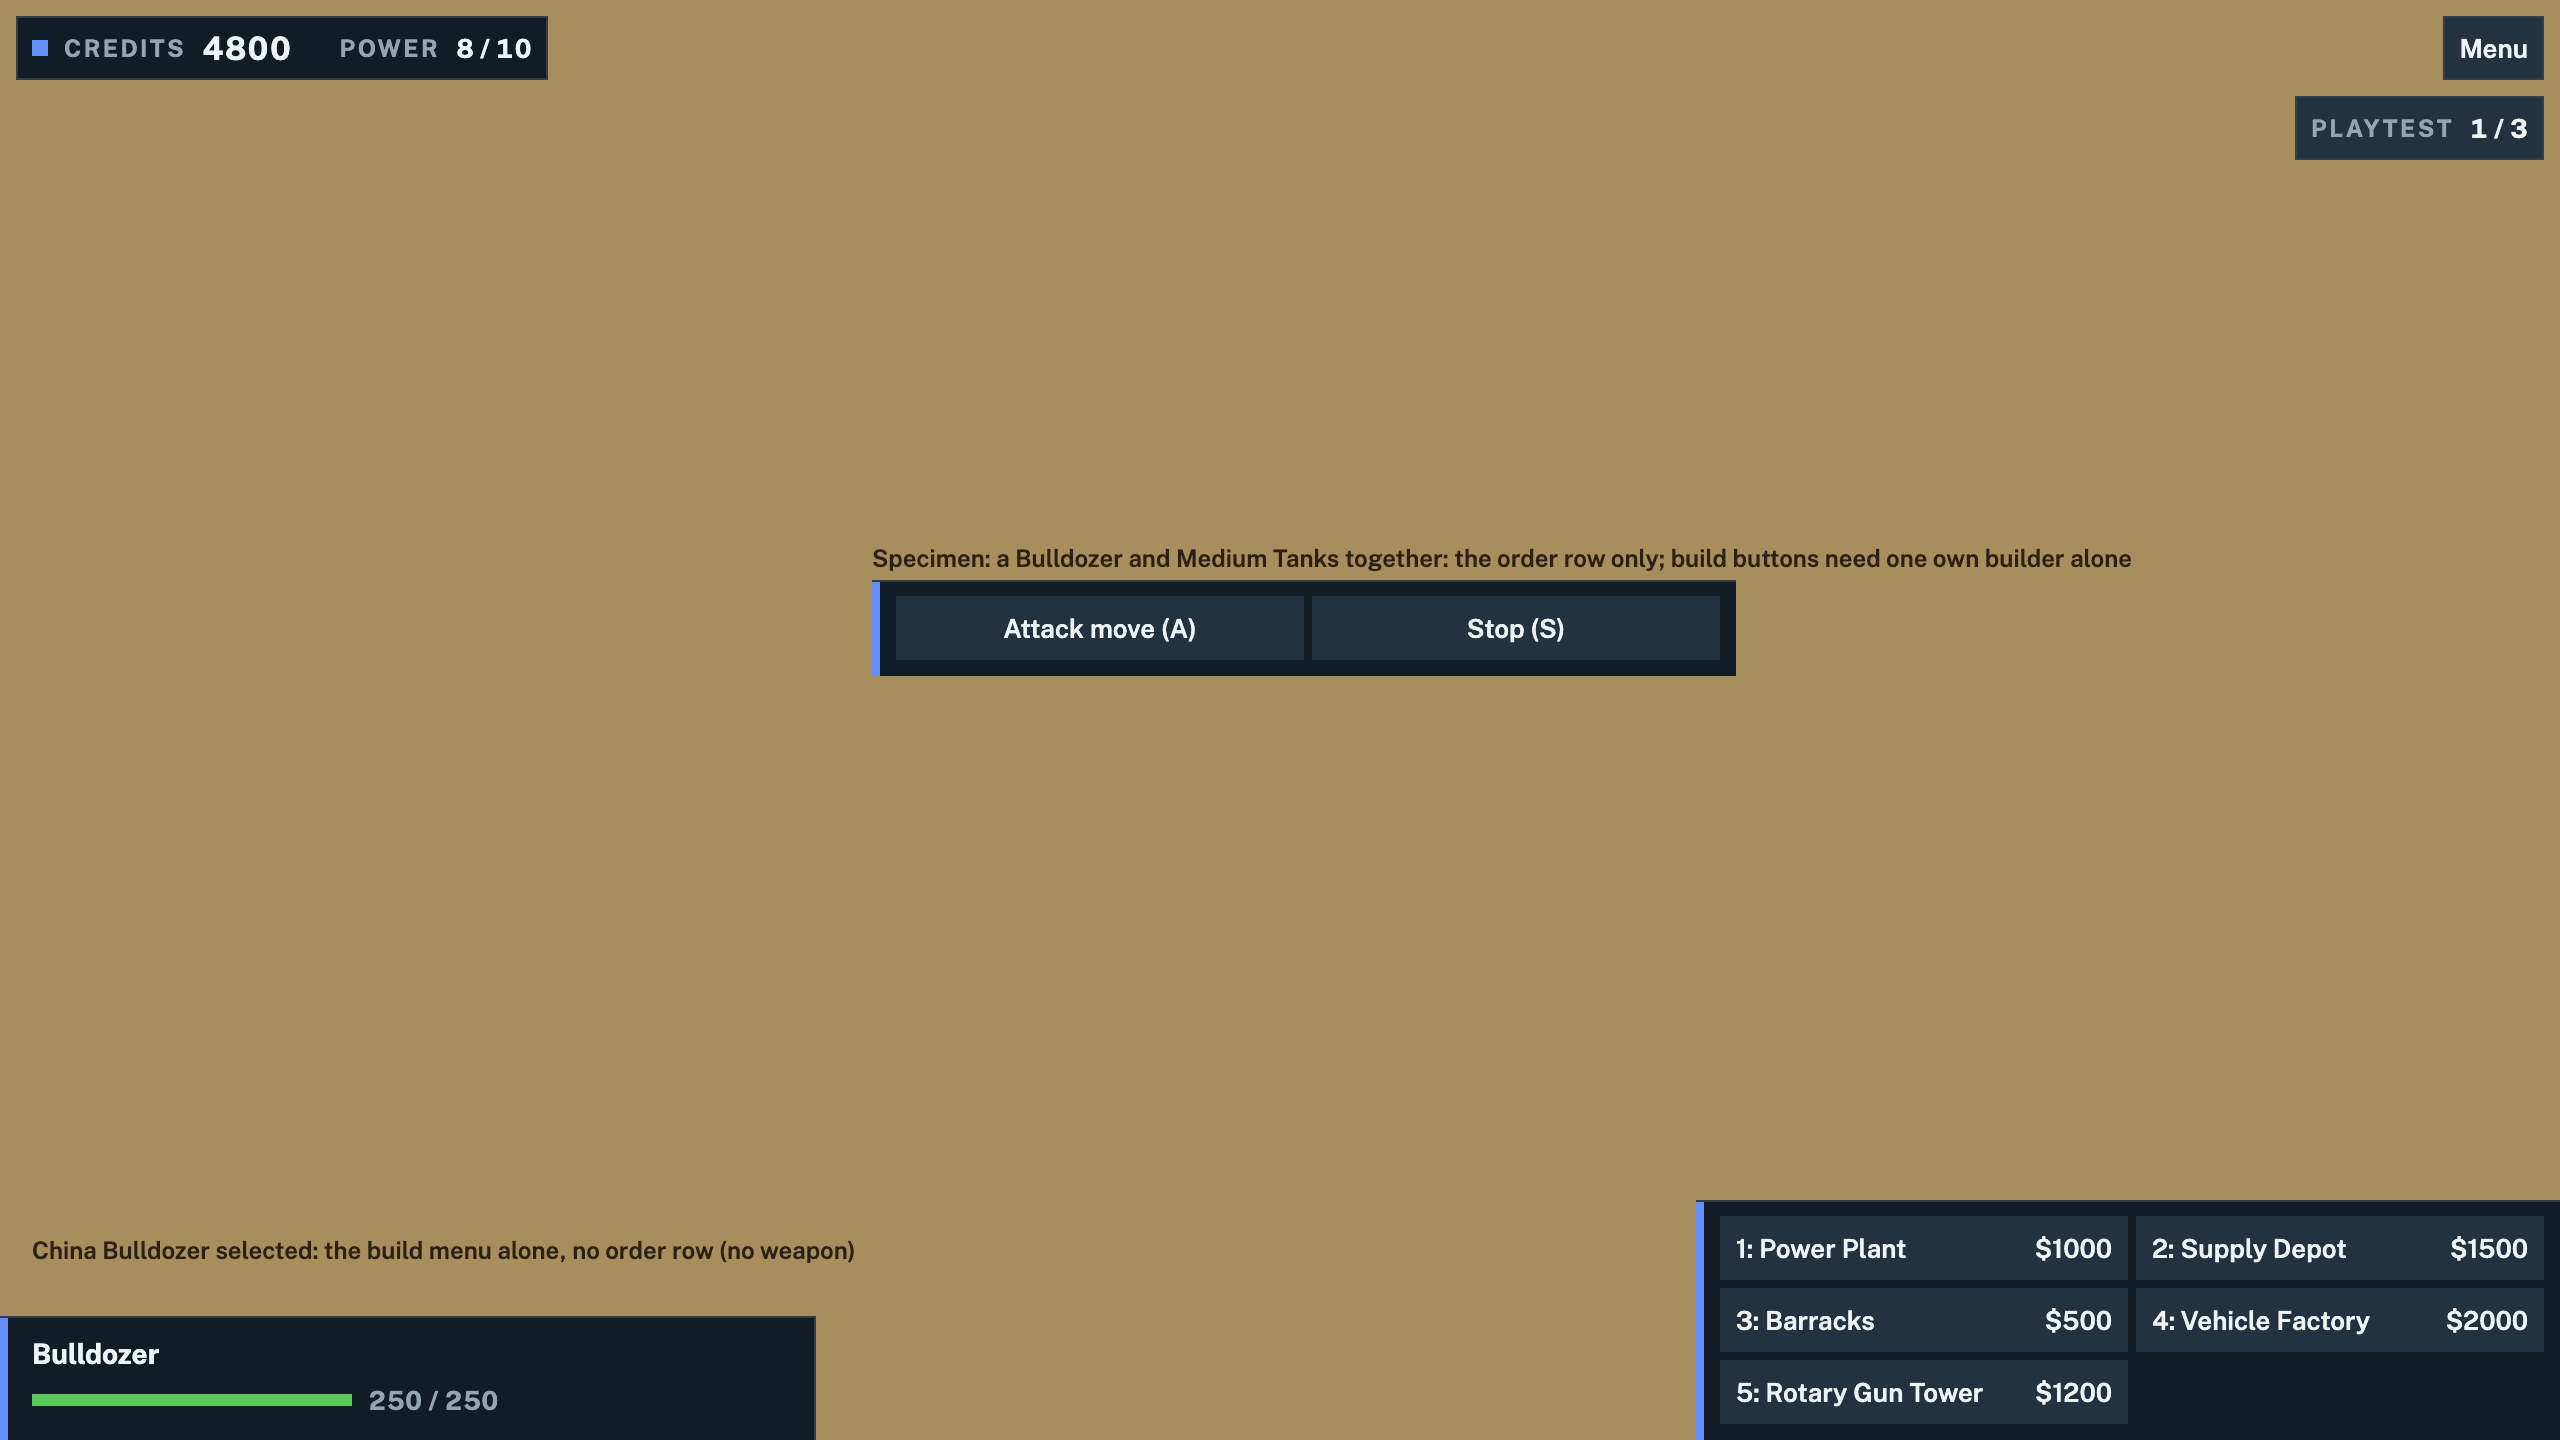 CREDITS 4800 POWER 8 / 10
Menu
PLAYTEST 1 / 3
Specimen: a Bulldozer and Medium Tanks together: the order row only; build buttons need one own builder alone
Attack move (A) Stop (S)
China Bulldozer selected: the build menu alone, no order row (no weapon)
Bulldozer
250 / 250
1: Power Plant $1000 2: Supply Depot $1500
3: Barracks $500 4: Vehicle Factory $2000
5: Rotary Gun Tower $1200